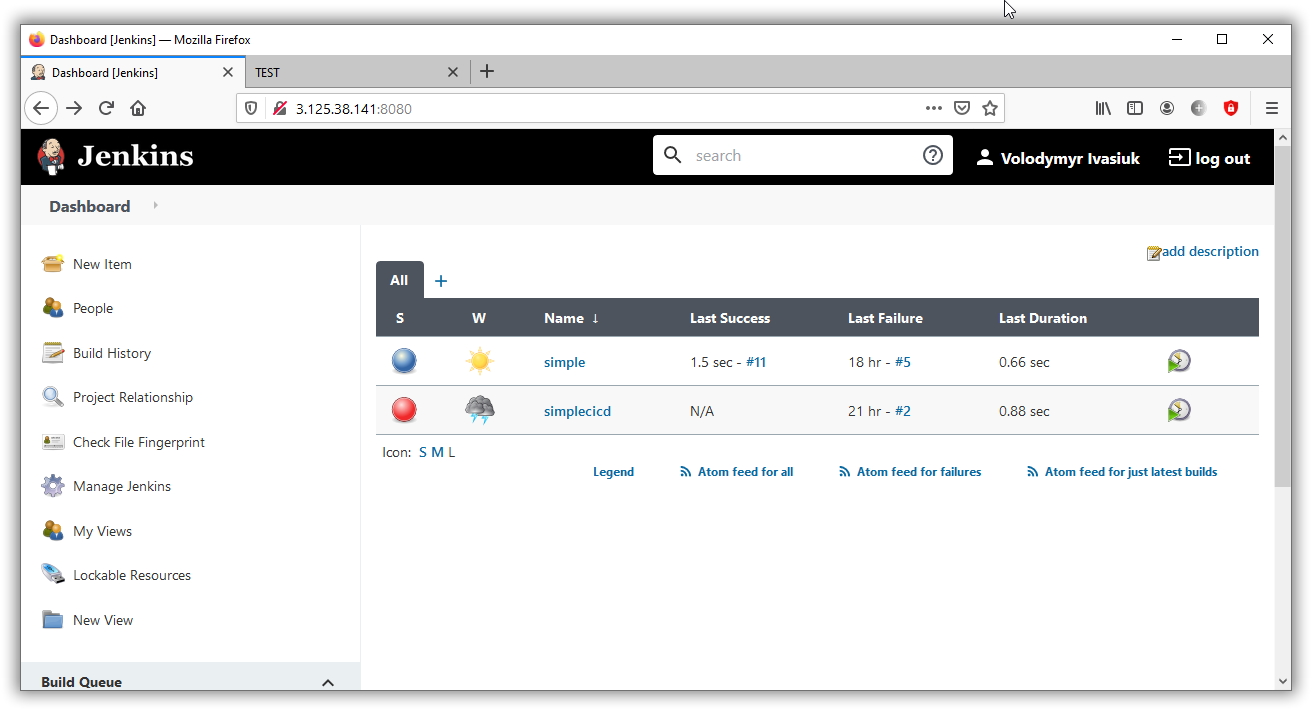 Dashboard [Jenkins] — Mozilla Firefox
Dashboard [Jenkins] TEST
3.125.38.141:8080
Jenkins search Volodymyr Ivasiuk log out
Dashboard
New Item
People
Build History
Project Relationship
Check File Fingerprint
Manage Jenkins
My Views
Lockable Resources
New View
Build Queue
add description
All +
S W Name ↓ Last Success Last Failure Last Duration
simple 1.5 sec - #11 18 hr - #5 0.66 sec
simplecicd N/A 21 hr - #2 0.88 sec
Icon: S M L
Legend Atom feed for all Atom feed for failures Atom feed for just latest builds